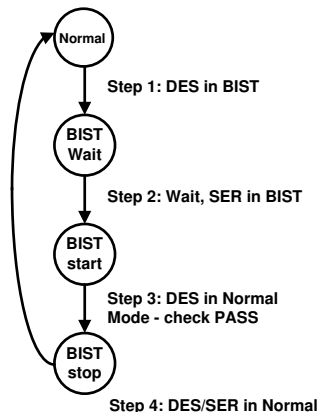 Normal
Step 1: DES in BIST
BIST
Wait
Step 2: Wait, SER in BIST
BIST
start
Step 3: DES in Normal
Mode - check PASS
BIST
stop
Step 4: DES/SER in Normal